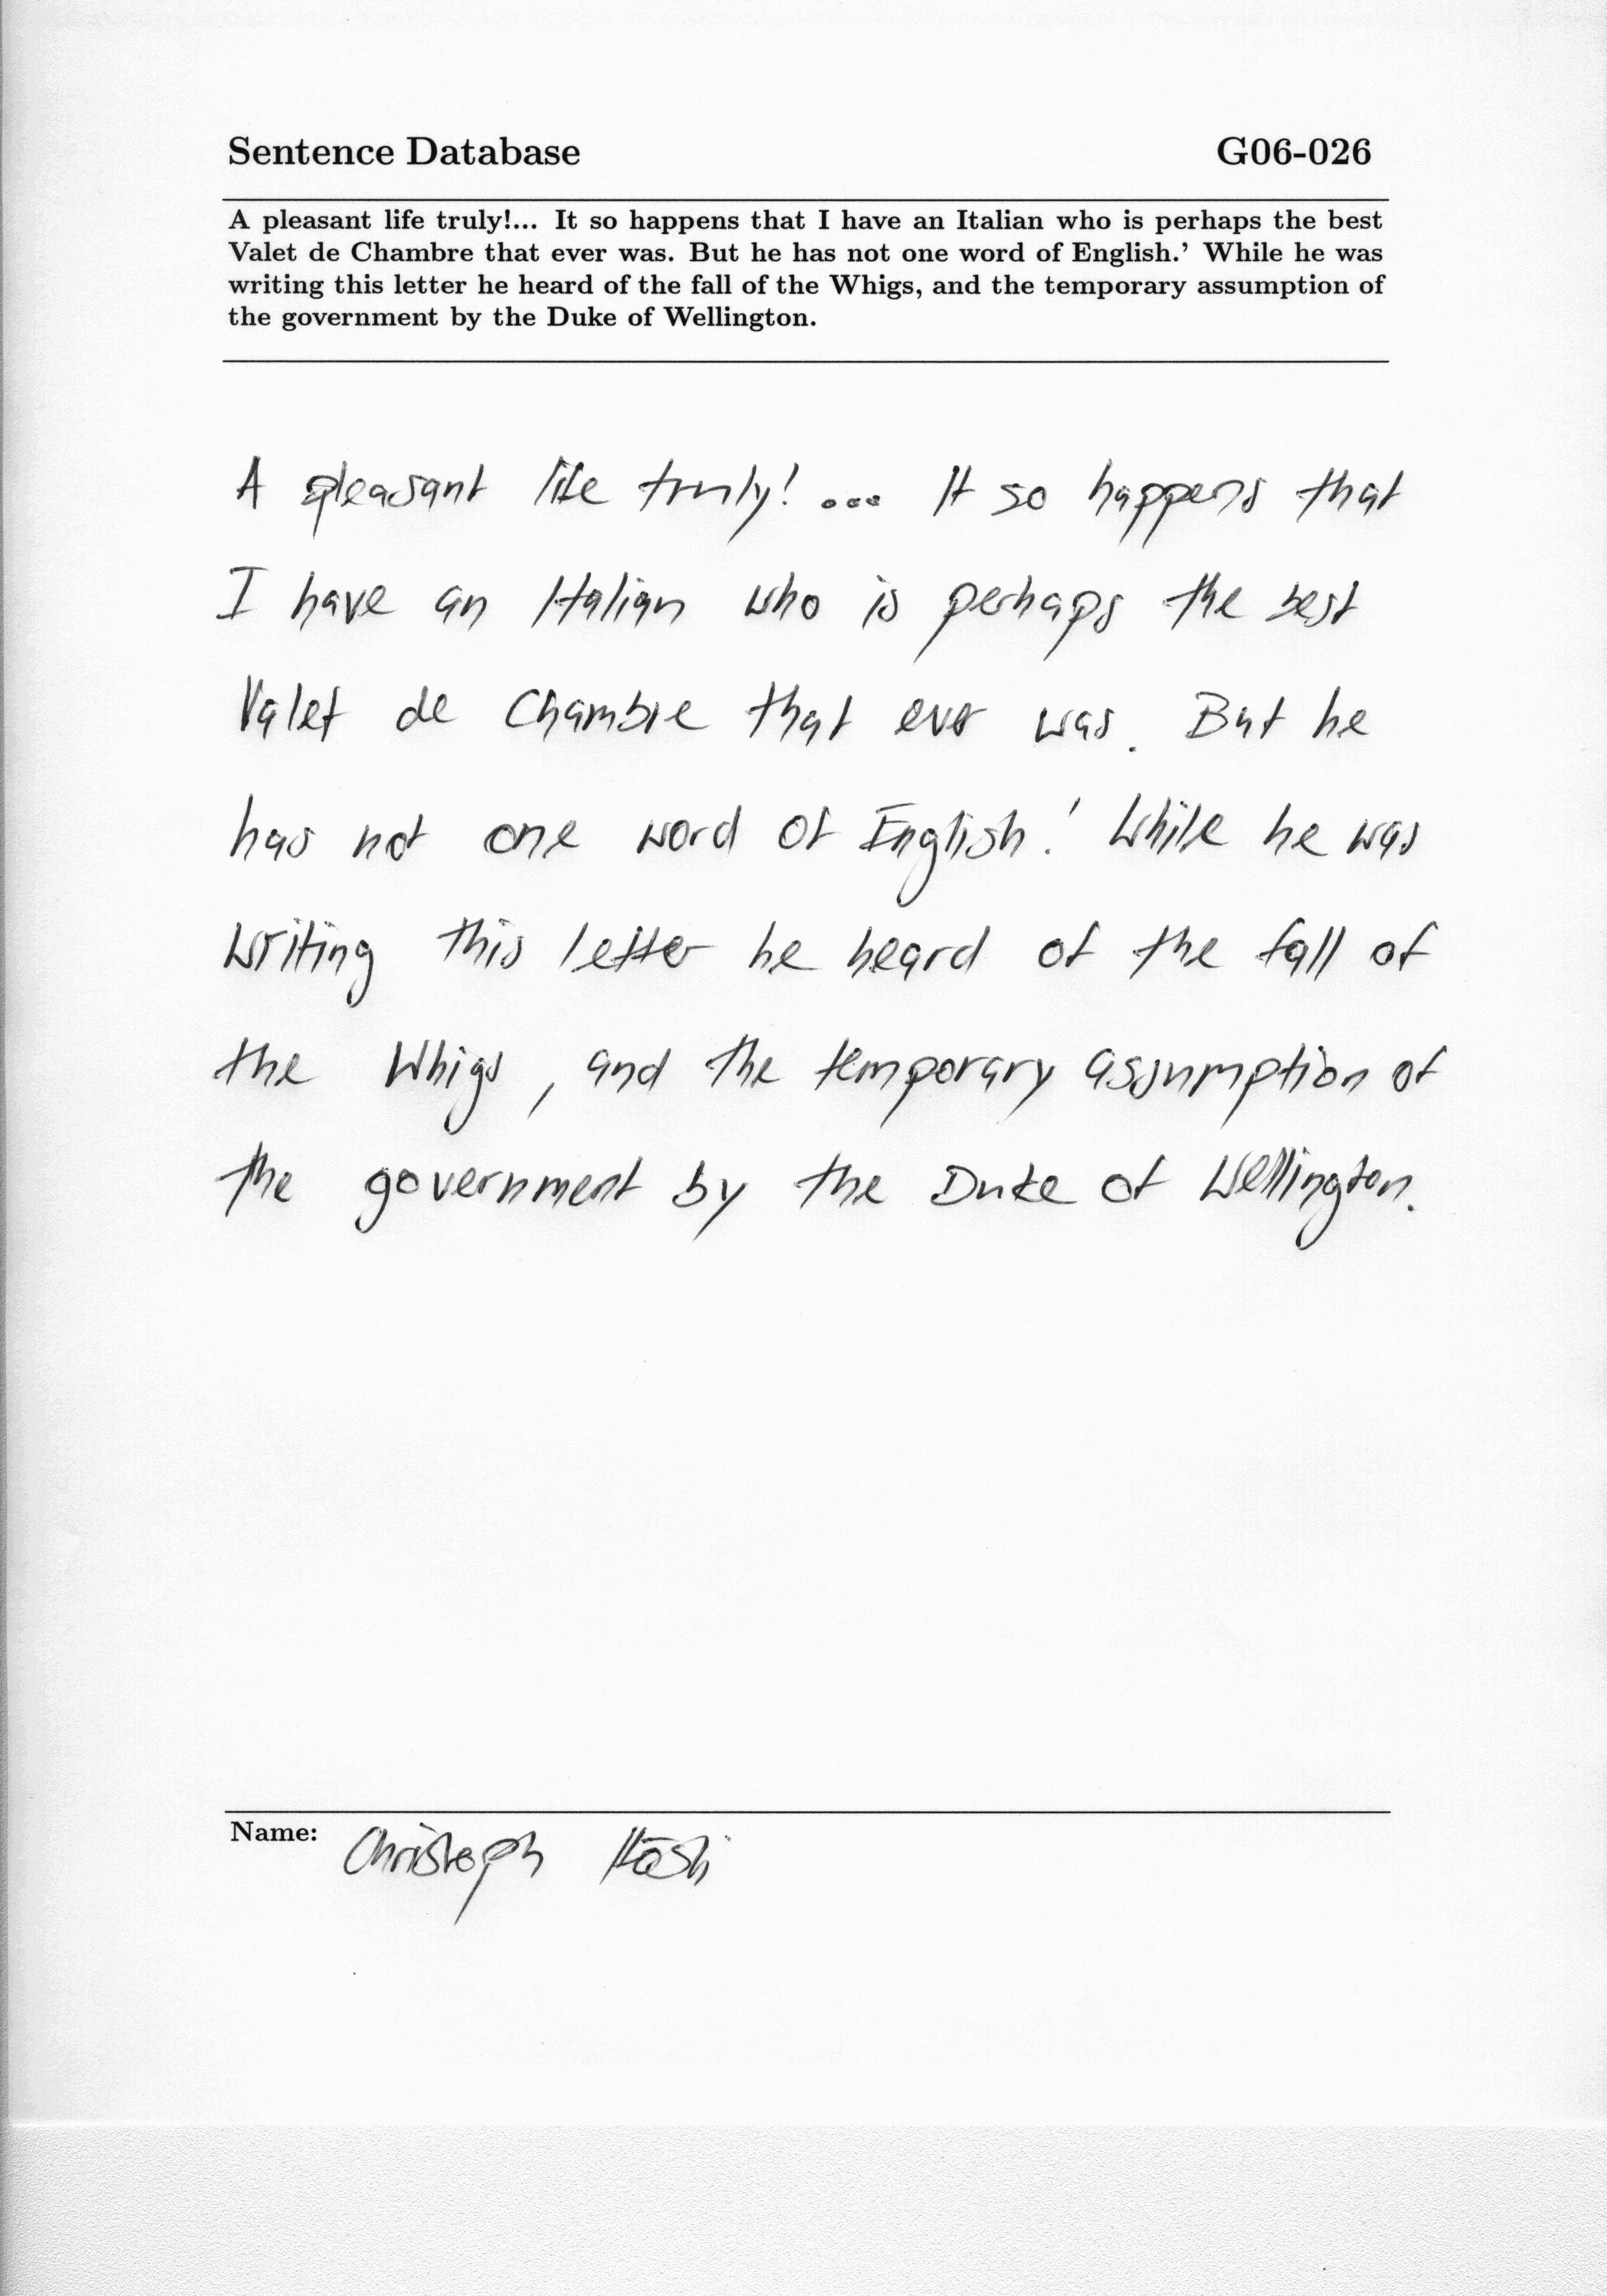 Sentence Database G06-026
A pleasant life truly!... It so happens that I have an Italian who is perhaps the best
Valet de Chambre that ever was. But he has not one word of English.’ While he was
writing this letter he heard of the fall of the Whigs, and the temporary assumption of
the government by the Duke of Wellington.
A pleasant life truly! ... It so happens that
I have an Italian who is perhaps the best
Valet de Chambre that ever was. But he
has not one word of English.' While he was
writing this letter he heard of the fall of
the Whigs, and the temporary assumption of
the government by the Duke of Wellington.
Name: Christoph